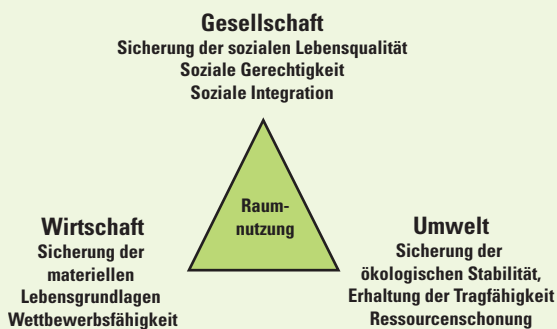 Gesellschaft
Sicherung der sozialen Lebensqualität
Soziale Gerechtigkeit
Soziale Integration
Raum-
nutzung
Wirtschaft
Sicherung der
materiellen
Lebensgrundlagen
Wettbewerbsfähigkeit
Umwelt
Sicherung der
ökologischen Stabilität,
Erhaltung der Tragfähigkeit
Ressourcenschonung